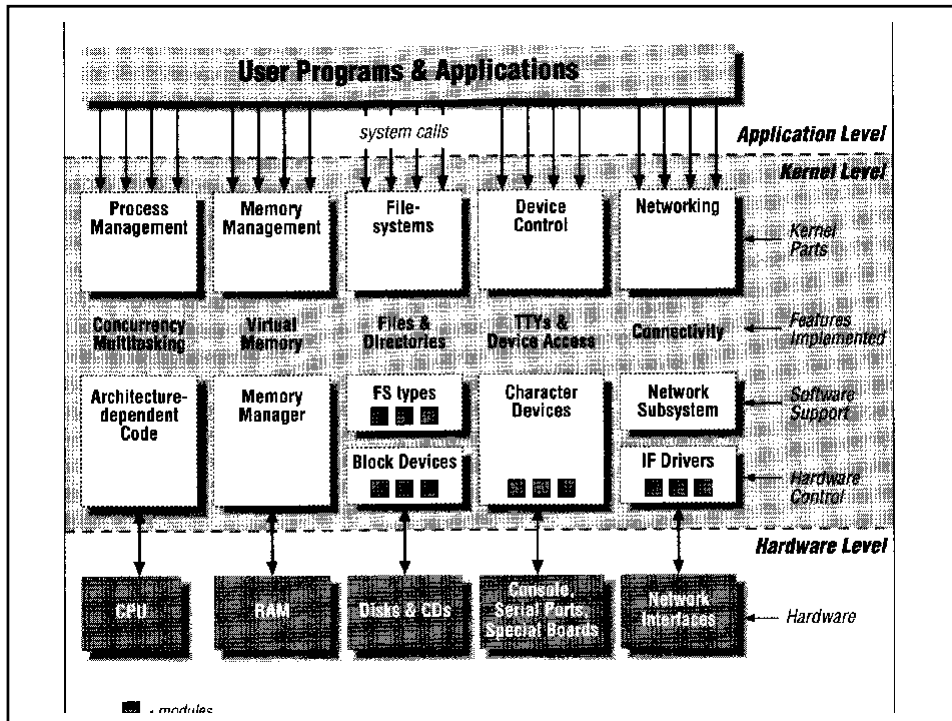 User Programs & Applications
system calls
Application Level
Kernel Level
Process
Management
Memory
Management
File-
systems
Device
Control
Networking
Kernel
Parts
Concurrency
Multitasking
Virtual
Memory
Files &
Directories
TTYs &
Device Access
Connectivity
Features
Implemented
Architecture-
dependent
Code
Memory
Manager
FS types
Character
Devices
Network
Subsystem
Software
Support
Block Devices
IF Drivers
Hardware
Control
Hardware Level
CPU
RAM
Disks & CDs
Console,
Serial Ports,
Special Boards
Network
Interfaces
Hardware
- modules